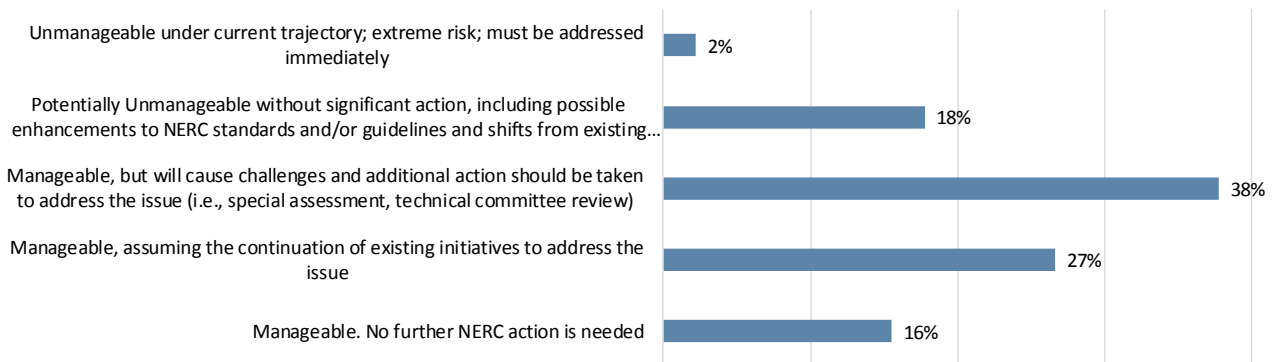 Unmanageable under current trajectory; extreme risk; must be addressed
immediately
2%
Potentially Unmanageable without significant action, including possible
enhancements to NERC standards and/or guidelines and shifts from existing...
18%
Manageable, but will cause challenges and additional action should be taken
to address the issue (i.e., special assessment, technical committee review)
38%
Manageable, assuming the continuation of existing initiatives to address the
issue
27%
Manageable. No further NERC action is needed
16%